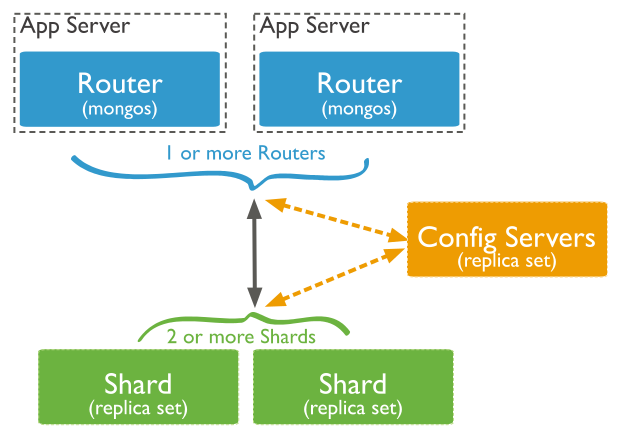 App Server
App Server
Router
(mongos)
Router
(mongos)
1 or more Routers
Config Servers
(replica set)
2 or more Shards
Shard
(replica set)
Shard
(replica set)